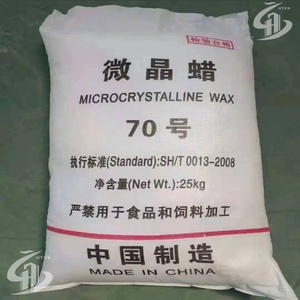 检验合格
微晶蜡
MICROCRYSTALLINE WAX
70号
执行标准(Standard):SH/T 0013-2008
净含量(Net Wt.):25kg
严禁用于食品和饲料加工
中国制造
MADE IN CHINA